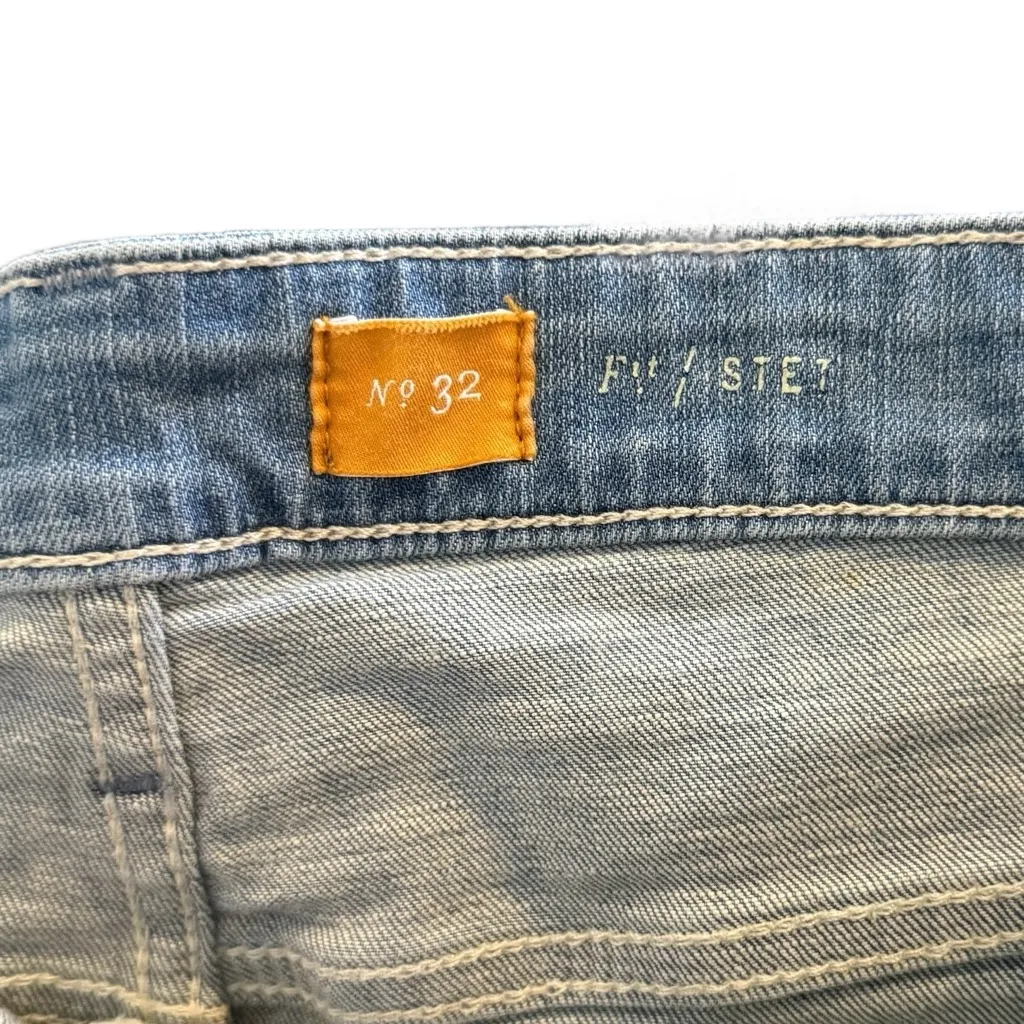 Nº 32
Fit / STET